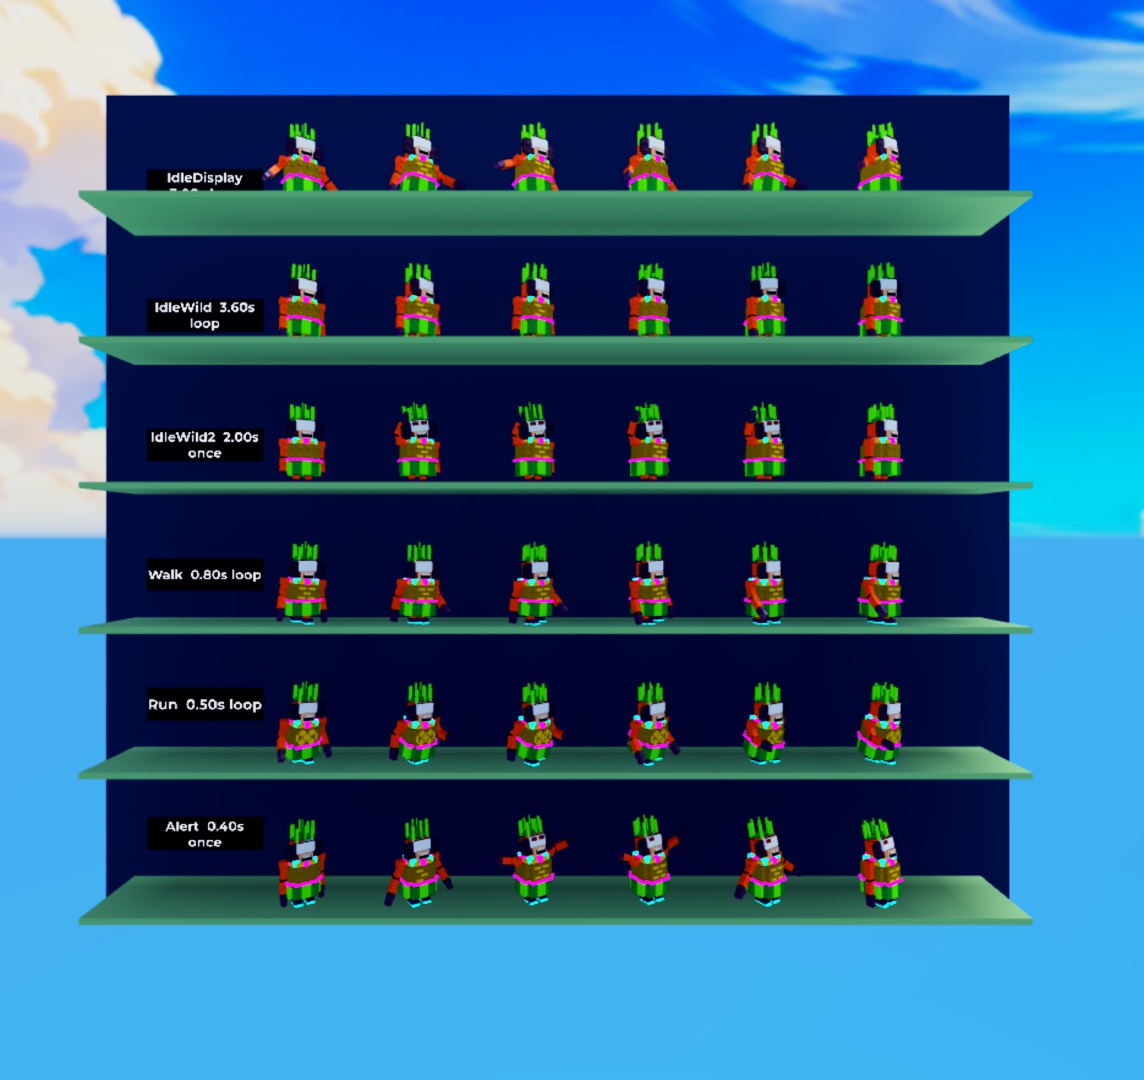 IdleDisplay
IdleWild 3.60s
loop
IdleWild2 2.00s
once
Walk 0.80s loop
Run 0.50s loop
Alert 0.40s
once